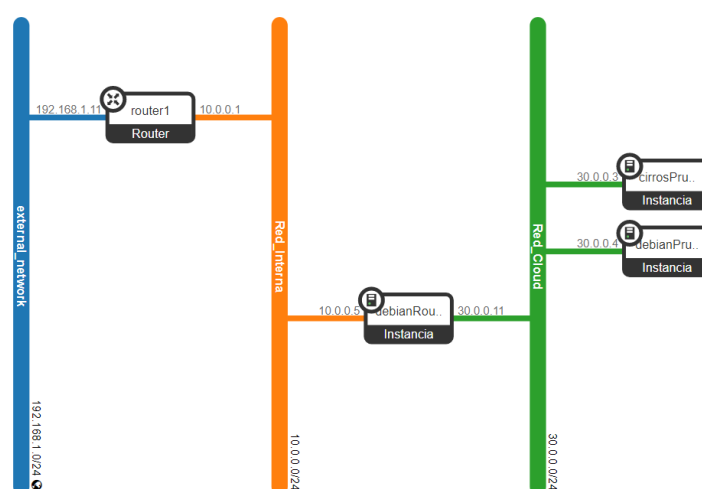 192.168.1.11
router1
10.0.0.1
Router
30.0.0.3
cirrosPru..
Instancia
external_network
Red_Interna
Red_Cloud
30.0.0.4
debianPru..
Instancia
10.0.0.5
debianRou..
30.0.0.11
Instancia
192.168.1.0/24
10.0.0.0/24
30.0.0.0/24